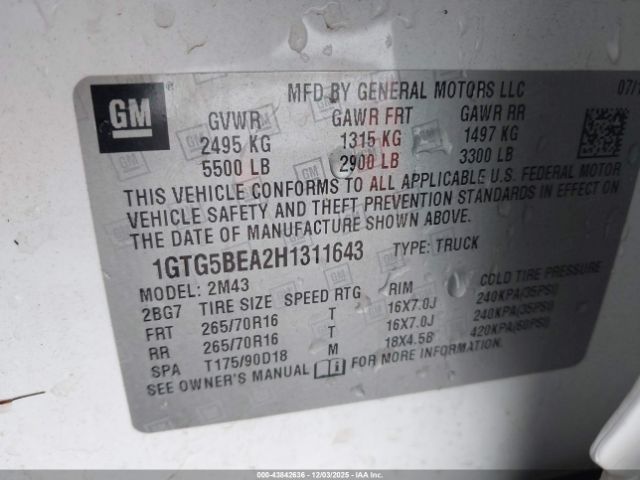 MFD BY GENERAL MOTORS LLC 07/1
GM
GVWR GAWR FRT GAWR RR
2495 KG 1315 KG 1497 KG
5500 LB 2900 LB 3300 LB
THIS VEHICLE CONFORMS TO ALL APPLICABLE U.S. FEDERAL MOTOR
VEHICLE SAFETY AND THEFT PREVENTION STANDARDS IN EFFECT ON
THE DATE OF MANUFACTURE SHOWN ABOVE.
1GTG5BEA2H1311643 TYPE: TRUCK
MODEL: 2M43
2BG7 TIRE SIZE SPEED RTG RIM COLD TIRE PRESSURE
FRT 265/70R16 T 16X7.0J 240KPA(35PSI)
RR 265/70R16 T 16X7.0J 240KPA(35PSI)
SPA T175/90D18 M 18X4.5B 420KPA(60PSI)
SEE OWNER'S MANUAL FOR MORE INFORMATION.
000-43842636 - 12/03/2025 - IAAI.COM